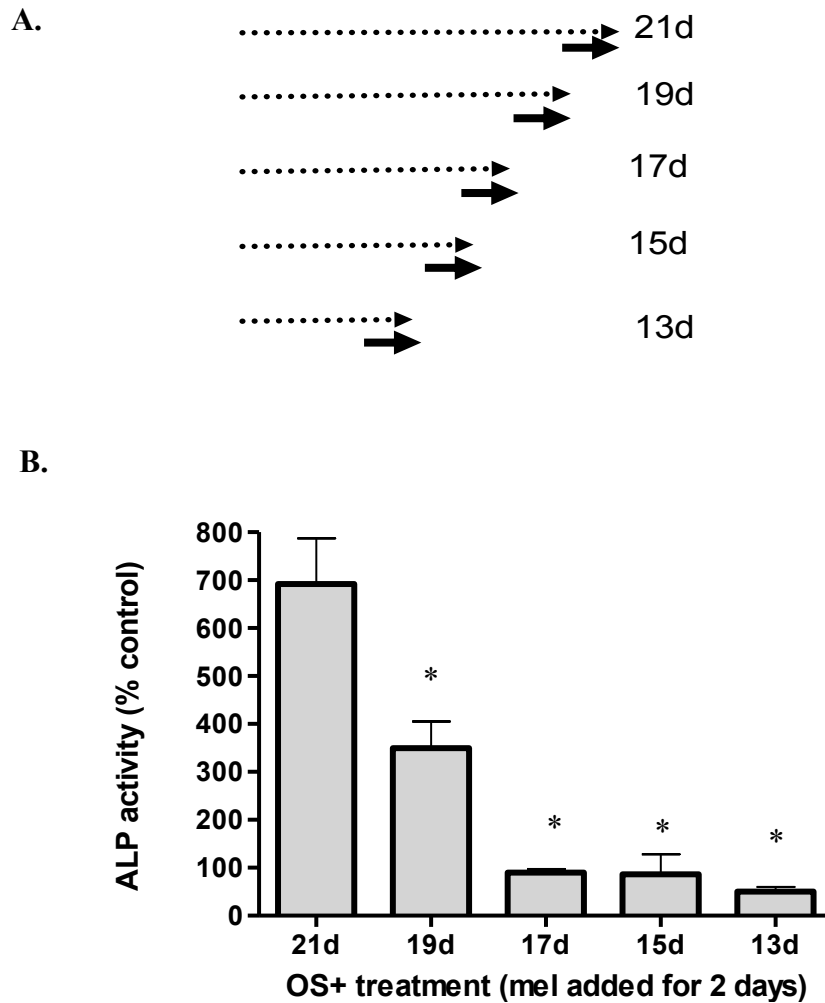 A.
21d
19d
17d
15d
13d
B.
ALP activity (% control)
800
700
600
500
400
300
200
100
0
*
*
*
*
21d 19d 17d 15d 13d
OS+ treatment (mel added for 2 days)